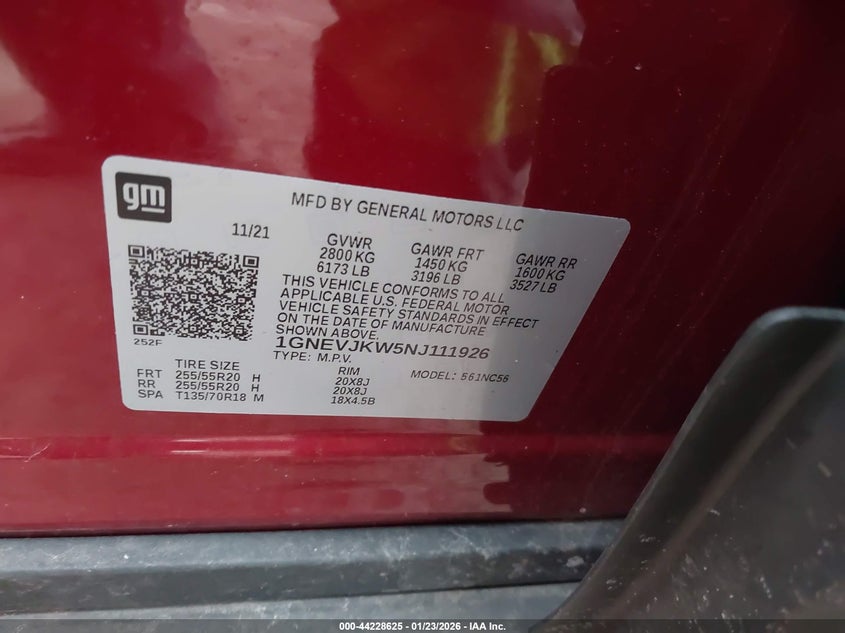 gm
MFD BY GENERAL MOTORS LLC
11/21
GVWR
2800 KG
6173 LB
GAWR FRT
1450 KG
3196 LB
GAWR RR
1600 KG
3527 LB
THIS VEHICLE CONFORMS TO ALL
APPLICABLE U.S. FEDERAL MOTOR
VEHICLE SAFETY STANDARDS IN EFFECT
ON THE DATE OF MANUFACTURE
SHOWN ABOVE.
1GNEVJKW5NJ111926
TYPE: M.P.V.
MODEL: 561NC56
252F
TIRE SIZE
RIM
FRT 255/55R20 H 20X8J
RR 255/55R20 H 20X8J
SPA T135/70R18 M 18X4.5B
000-44228625 - 01/23/2026 - IAA Inc.